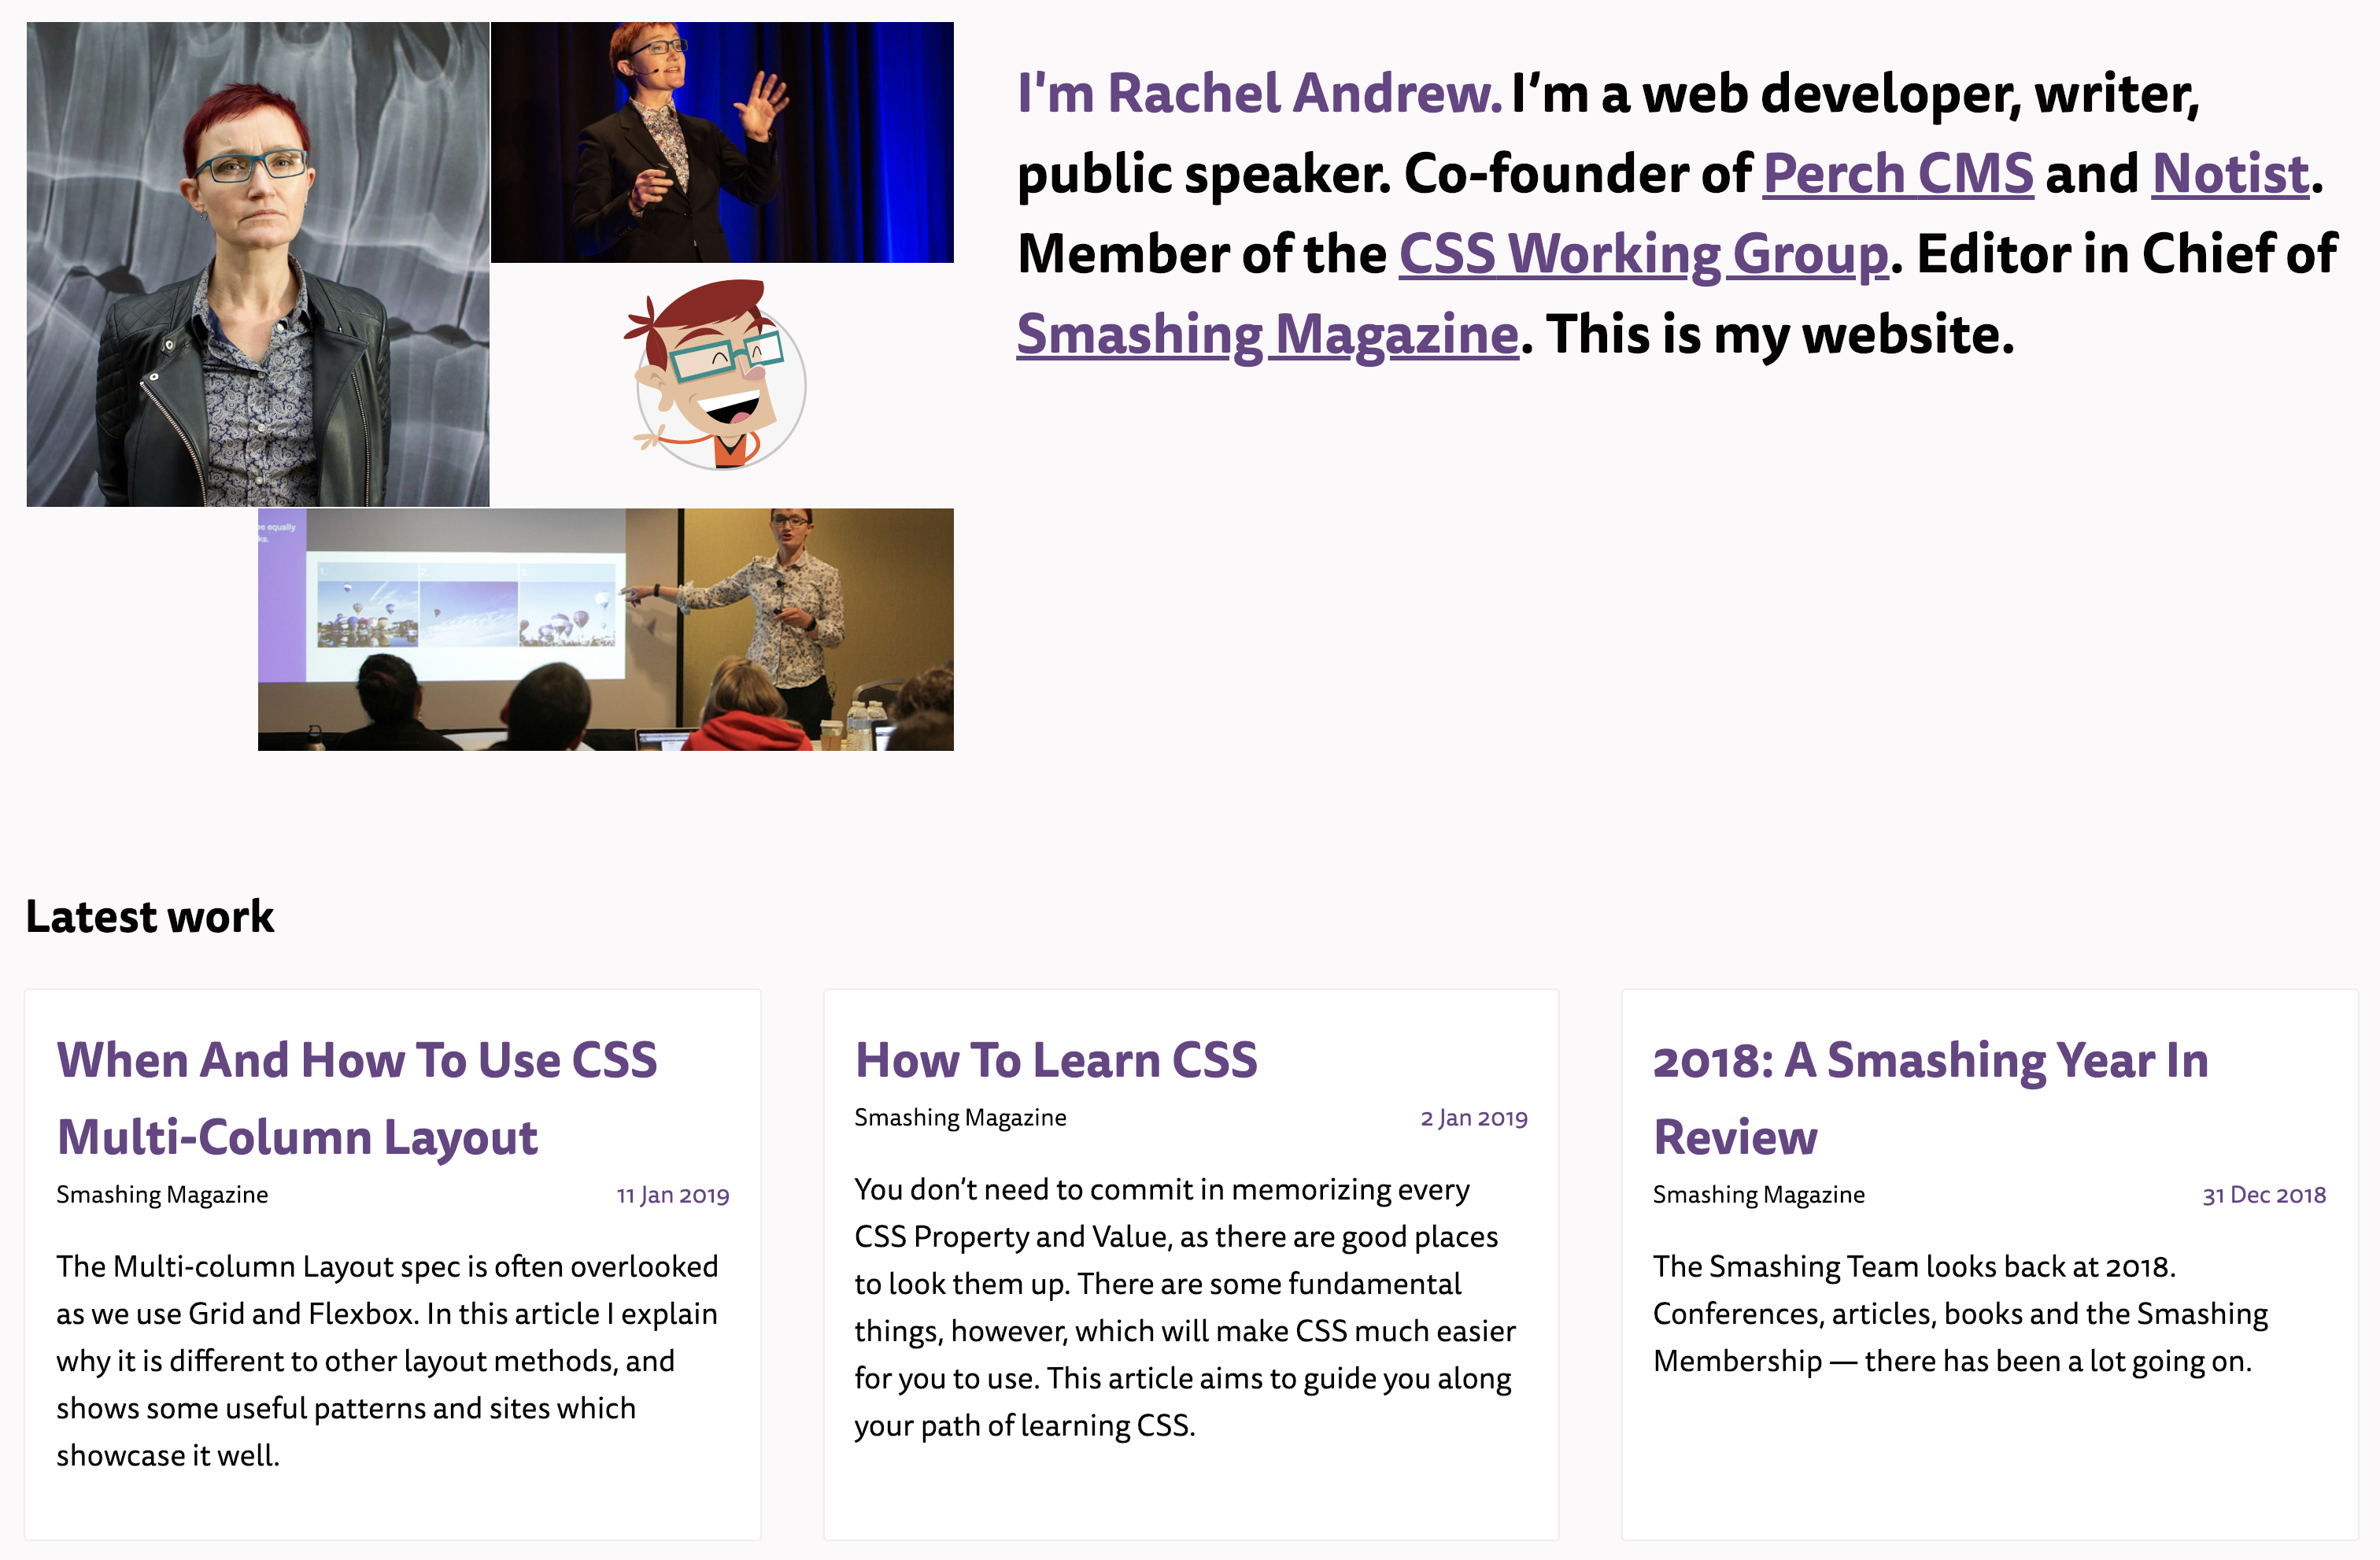 I'm Rachel Andrew. I’m a web developer, writer,
public speaker. Co-founder of Perch CMS and Notist.
Member of the CSS Working Group. Editor in Chief of
Smashing Magazine. This is my website.
equally
ks.
1.
2.
3.
Latest work
When And How To Use CSS
Multi-Column Layout
Smashing Magazine 11 Jan 2019
The Multi-column Layout spec is often overlooked
as we use Grid and Flexbox. In this article I explain
why it is different to other layout methods, and
shows some useful patterns and sites which
showcase it well.
How To Learn CSS
Smashing Magazine 2 Jan 2019
You don’t need to commit in memorizing every
CSS Property and Value, as there are good places
to look them up. There are some fundamental
things, however, which will make CSS much easier
for you to use. This article aims to guide you along
your path of learning CSS.
2018: A Smashing Year In
Review
Smashing Magazine 31 Dec 2018
The Smashing Team looks back at 2018.
Conferences, articles, books and the Smashing
Membership — there has been a lot going on.